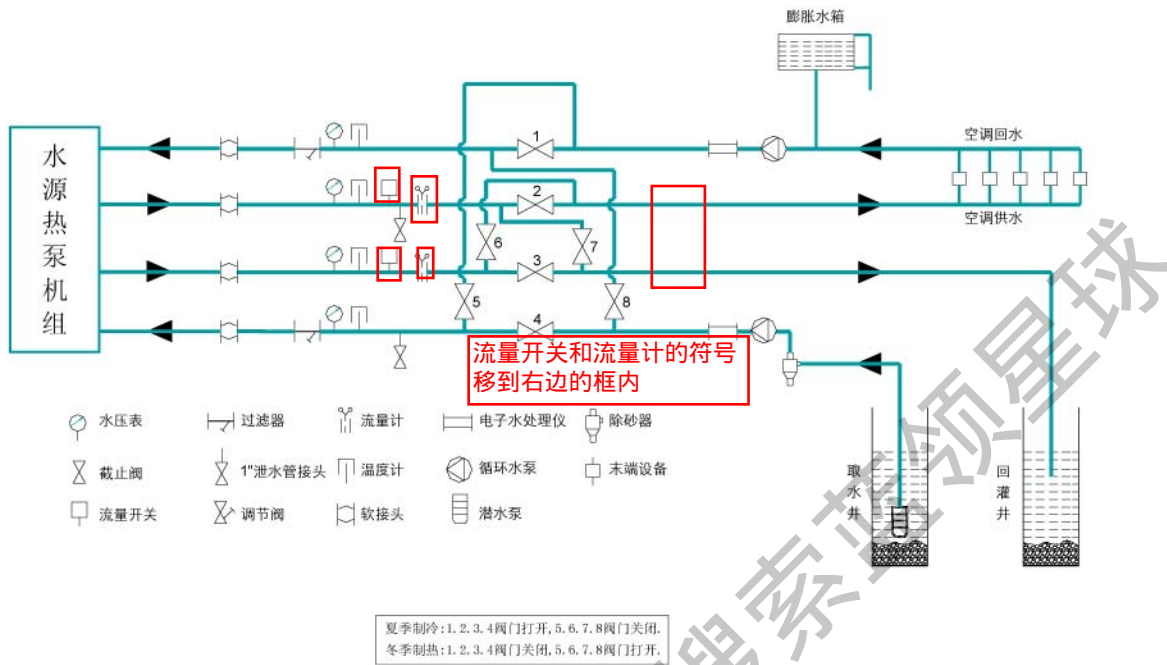 膨胀水箱
水源热泵机组
1
空调回水
2
空调供水
6
7
3
5
8
4
流量开关和流量计的符号
移到右边的框内
水压表
过滤器
流量计
电子水处理仪
除砂器
截止阀
1"泄水管接头
温度计
循环水泵
末端设备
流量开关
调节阀
软接头
潜水泵
取水井
回灌井
夏季制冷:1.2.3.4阀门打开,5.6.7.8阀门关闭.
冬季制热:1.2.3.4阀门关闭,5.6.7.8阀门打开.
搜索蓝领星球